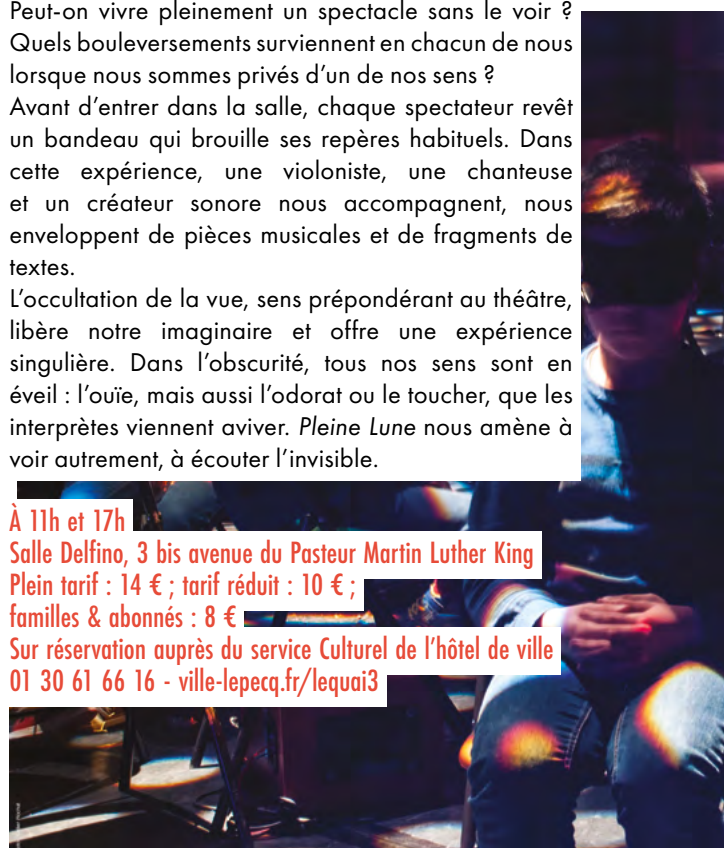 Peut-on vivre pleinement un spectacle sans le voir ?
Quels bouleversements surviennent en chacun de nous
lorsque nous sommes privés d’un de nos sens ?
Avant d’entrer dans la salle, chaque spectateur revêt
un bandeau qui brouille ses repères habituels. Dans
cette expérience, une violoniste, une chanteuse
et un créateur sonore nous accompagnent, nous
enveloppent de pièces musicales et de fragments de
textes.
L’occultation de la vue, sens prépondérant au théâtre,
libère notre imaginaire et offre une expérience
singulière. Dans l’obscurité, tous nos sens sont en
éveil : l’ouïe, mais aussi l’odorat ou le toucher, que les
interprètes viennent aviver. Pleine Lune nous amène à
voir autrement, à écouter l’invisible.
À 11h et 17h
Salle Delfino, 3 bis avenue du Pasteur Martin Luther King
Plein tarif : 14 € ; tarif réduit : 10 € ;
familles & abonnés : 8 €
Sur réservation auprès du service Culturel de l’hôtel de ville
01 30 61 66 16 - ville-lepecq.fr/lequai3